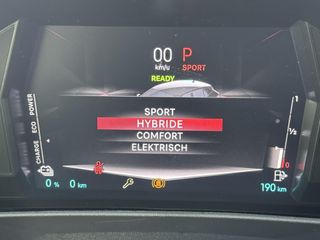 00 P
km/u SPORT
READY
SPORT
HYBRIDE
COMFORT
ELEKTRISCH
CHARGE ECO POWER
1
½
0
0 % 0 km
190 km